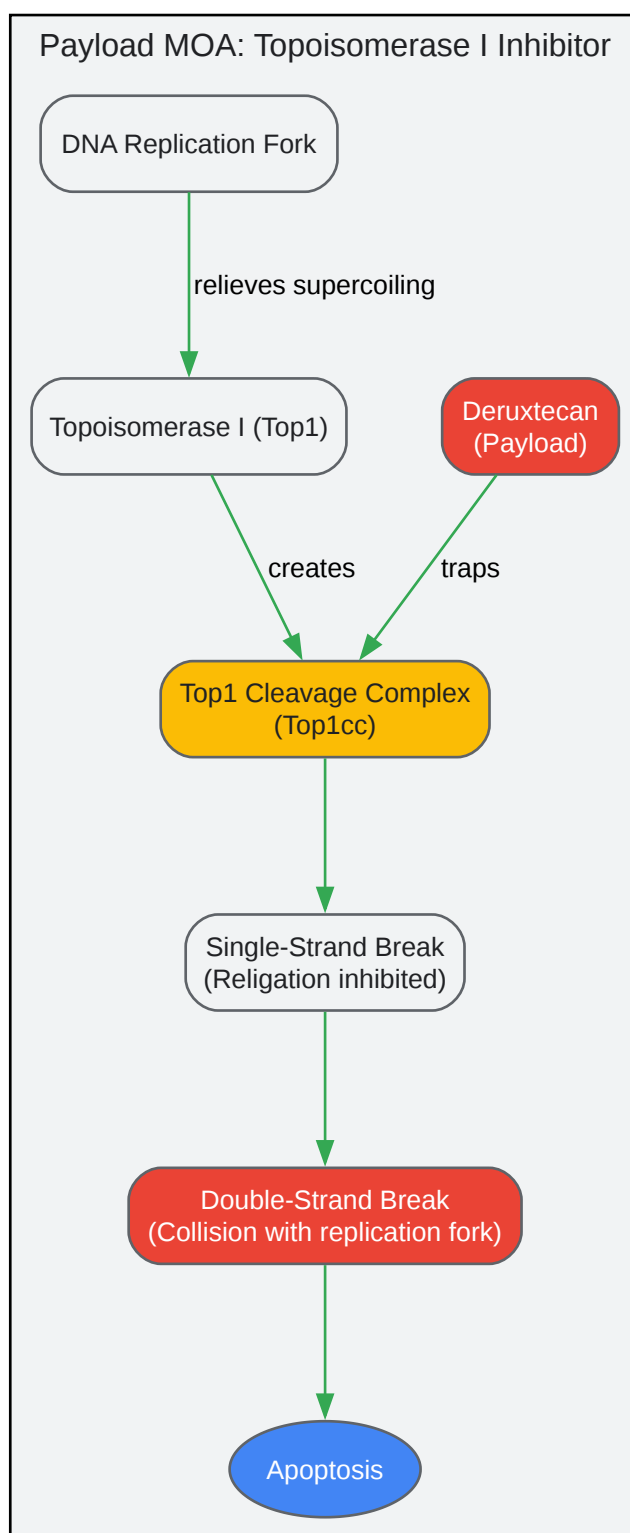 Payload MOA: Topoisomerase I Inhibitor
DNA Replication Fork
relieves supercoiling
Topoisomerase I (Top1)
Deruxtecan
(Payload)
creates
traps
Top1 Cleavage Complex
(Top1cc)
Single-Strand Break
(Religation inhibited)
Double-Strand Break
(Collision with replication fork)
Apoptosis